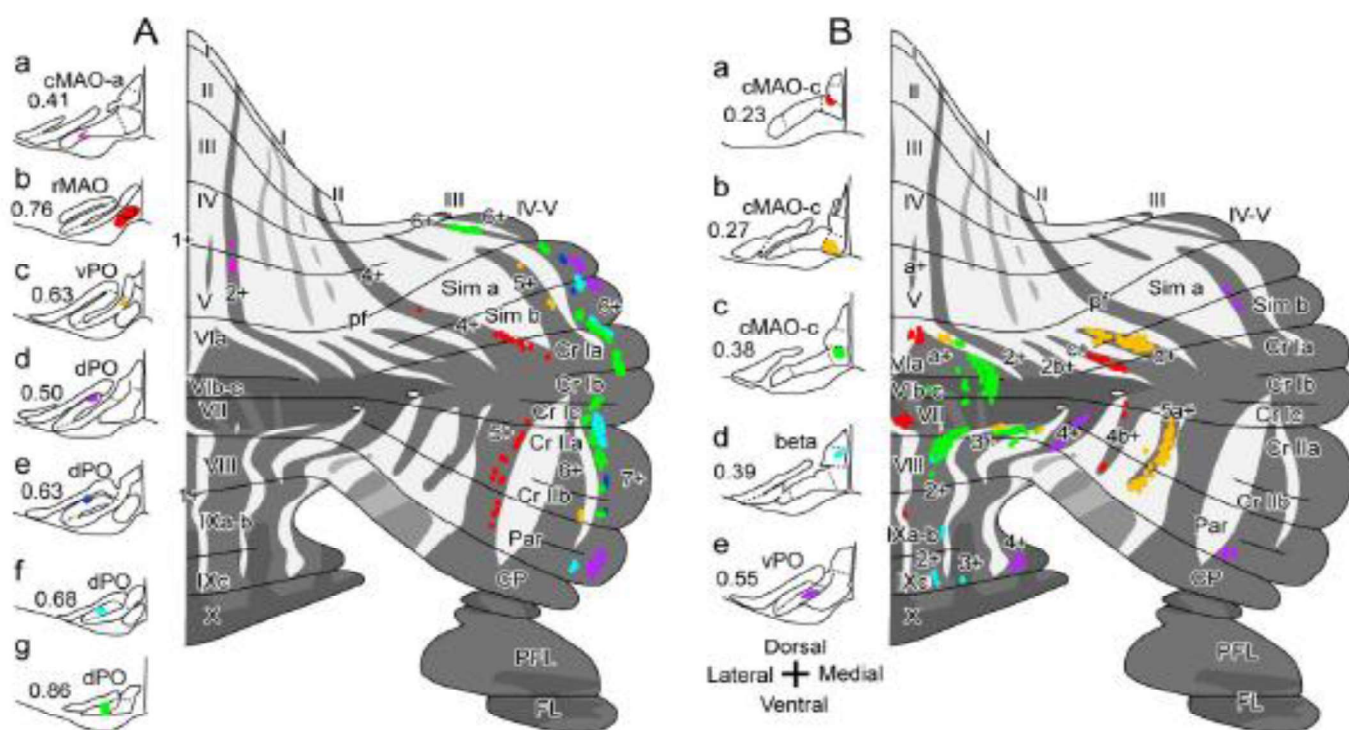 A
a
cMAO-a
0.41
b
rMAO
0.76
c
vPO
0.63
d
dPO
0.50
e
dPO
0.63
f
dPO
0.68
g
dPO
0.86
I
II
III
IV
V
VIa
VIb-c
VII
VIII
IXa-b
IXc
X
I
II
III
IV-V
6+
6+
1+
2+
4+
5+
6+
Sim a
Sim b
pf
4+
Cr Ia
Cr Ib
Cr Ic
Cr IIa
Cr IIb
5+
6+
7+
Par
CP
PFL
FL
B
a
cMAO-c
0.23
b
cMAO-c
0.27
c
cMAO-c
0.38
d
beta
0.39
e
vPO
0.55
Dorsal
Lateral + Medial
Ventral
I
II
III
IV
V
VIa
VIb-c
VII
VIII
IXa-b
Xc
X
I
II
III
IV-V
a+
Sim a
Sim b
pf
a+
2+
2b+
c+
2+
Cr Ia
Cr Ib
Cr Ic
Cr IIa
Cr IIb
3
4+
4b+
5a+
2+
2+
3+
4+
Par
CP
PFL
FL